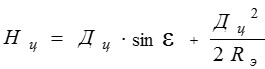 Н ц = Д ц · sin ε + Д ц ² / 2 R э